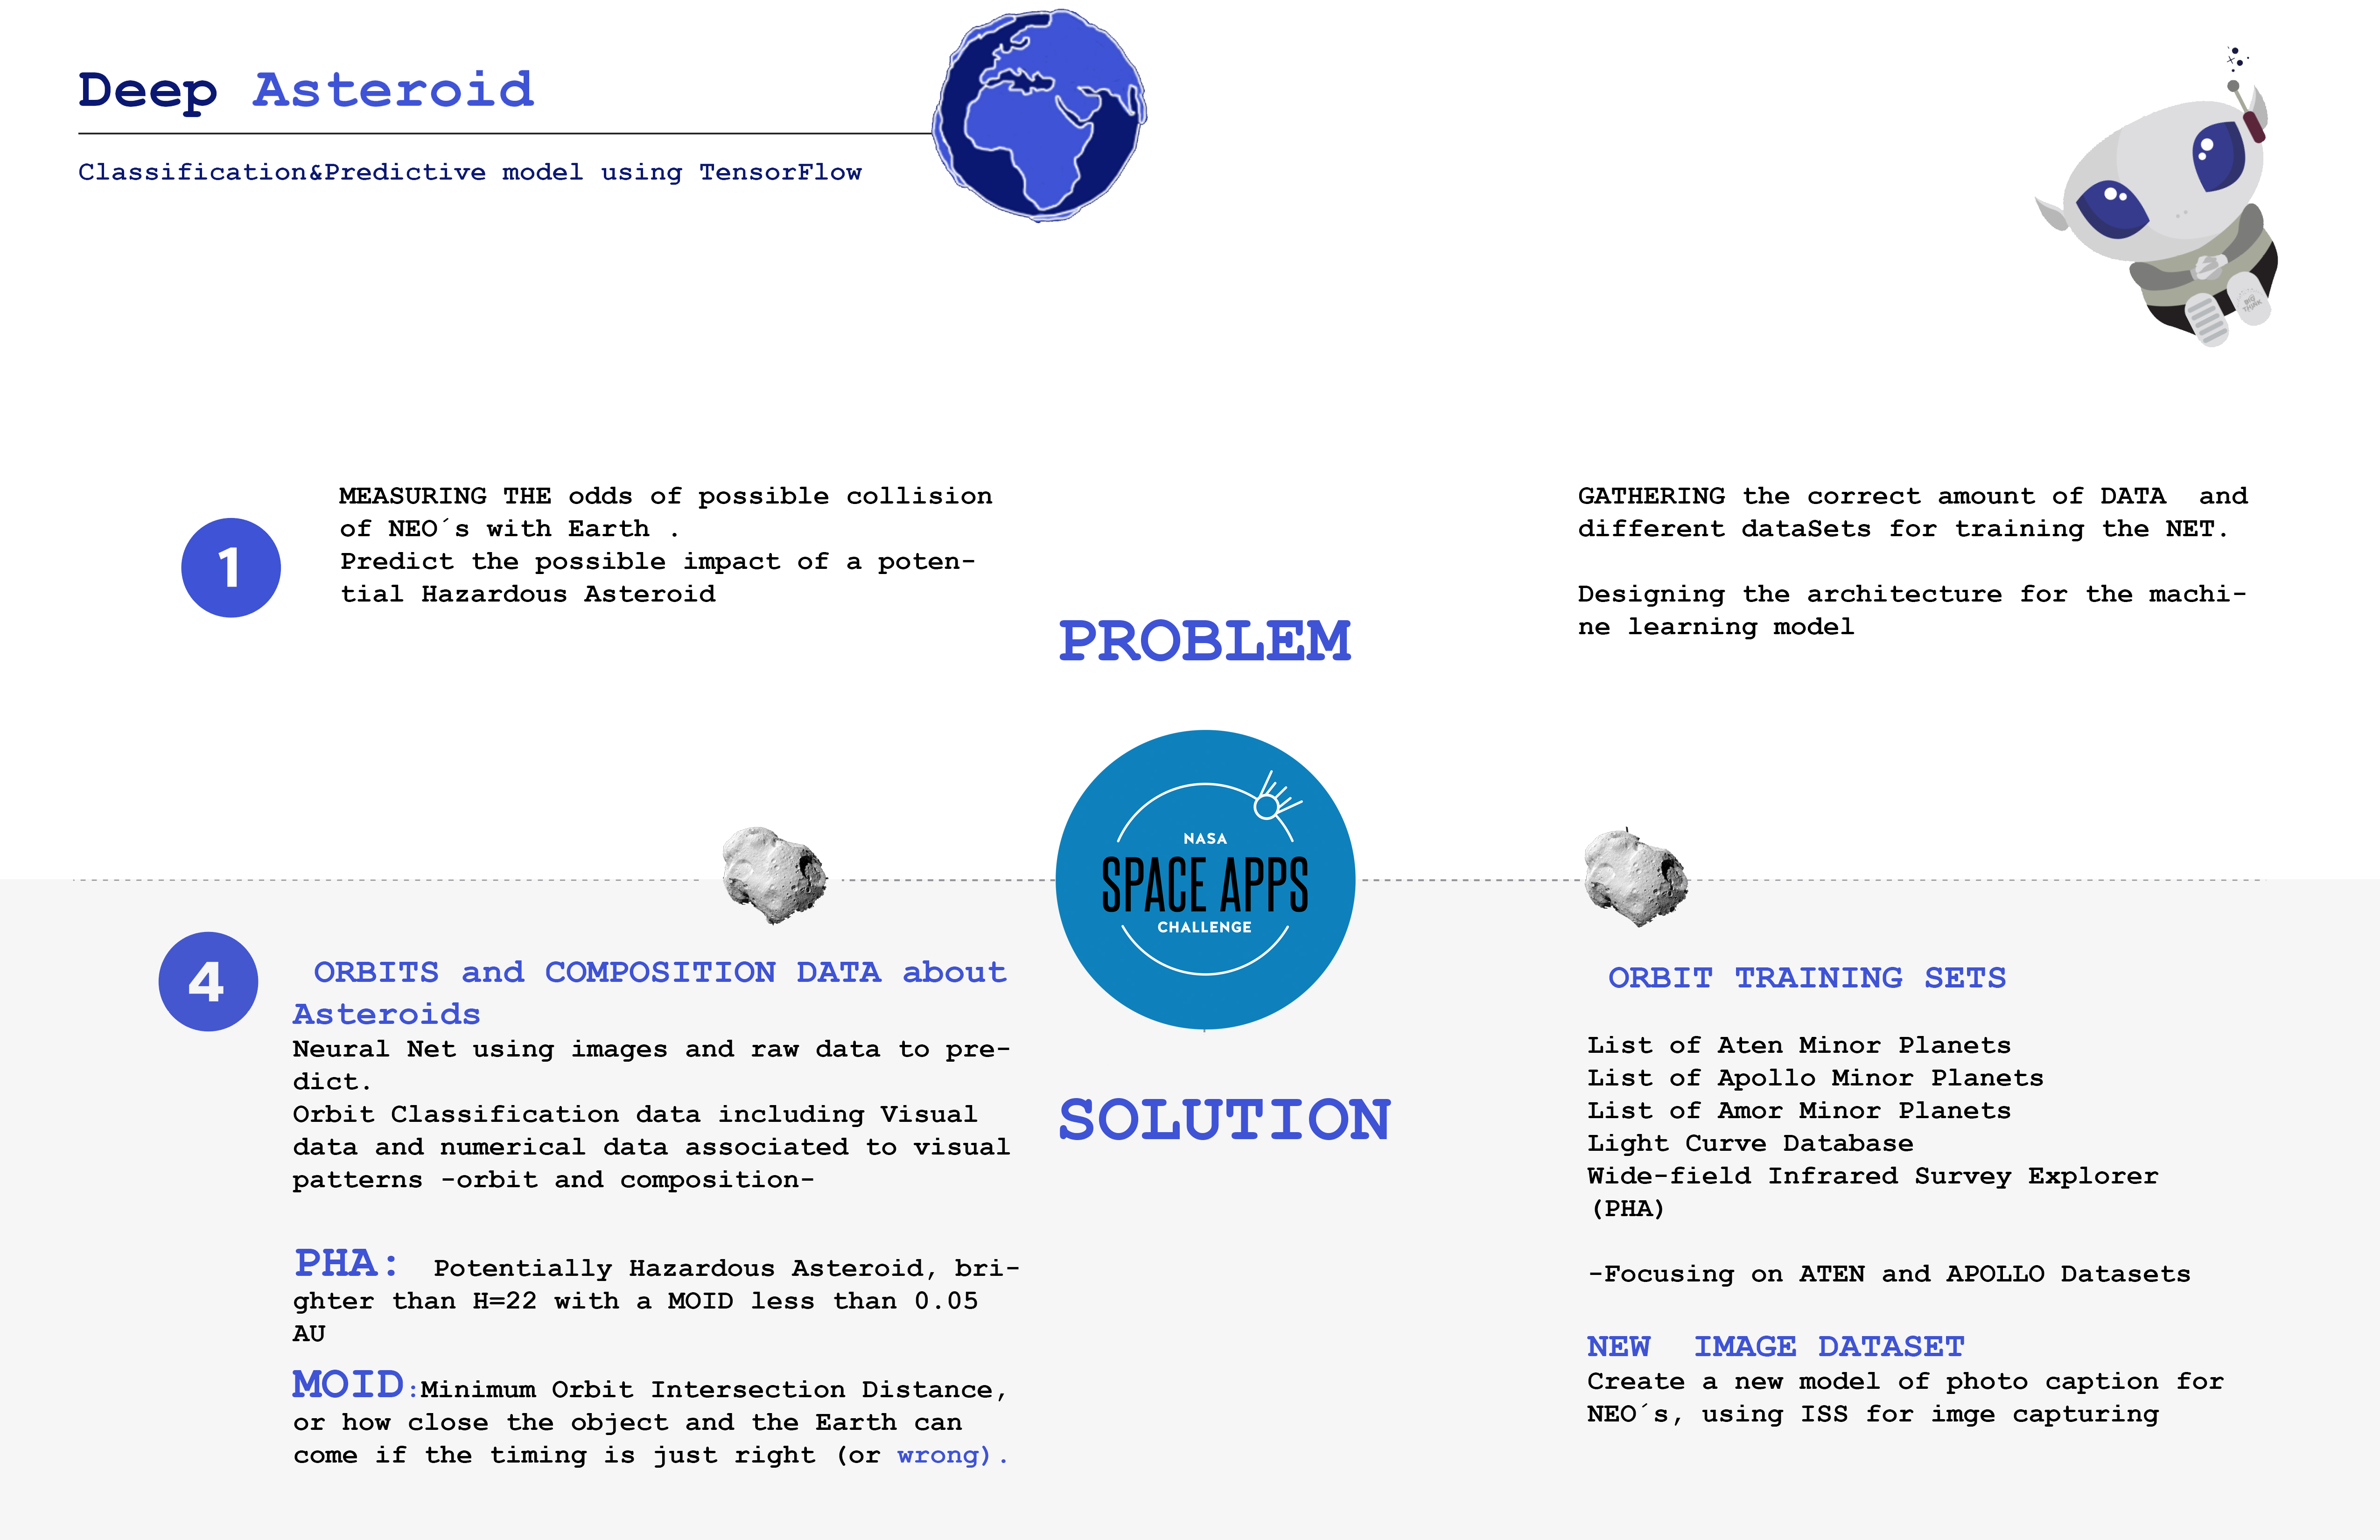 Deep Asteroid
Classification&Predictive model using TensorFlow
1
MEASURING THE odds of possible collision
of NEO´s with Earth .
Predict the possible impact of a poten-
tial Hazardous Asteroid
PROBLEM
GATHERING the correct amount of DATA  and
different dataSets for training the NET.
Designing the architecture for the machi-
ne learning model
NASA
SPACE APPS
CHALLENGE
4
ORBITS and COMPOSITION DATA about
Asteroids
Neural Net using images and raw data to pre-
dict.
Orbit Classification data including Visual
data and numerical data associated to visual
patterns -orbit and composition-
PHA: Potentially Hazardous Asteroid, bri-
ghter than H=22 with a MOID less than 0.05
AU
MOID:Minimum Orbit Intersection Distance,
or how close the object and the Earth can
come if the timing is just right (or wrong).
SOLUTION
ORBIT TRAINING SETS
List of Aten Minor Planets
List of Apollo Minor Planets
List of Amor Minor Planets
Light Curve Database
Wide-field Infrared Survey Explorer
(PHA)
-Focusing on ATEN and APOLLO Datasets
NEW  IMAGE DATASET
Create a new model of photo caption for
NEO´s, using ISS for imge capturing